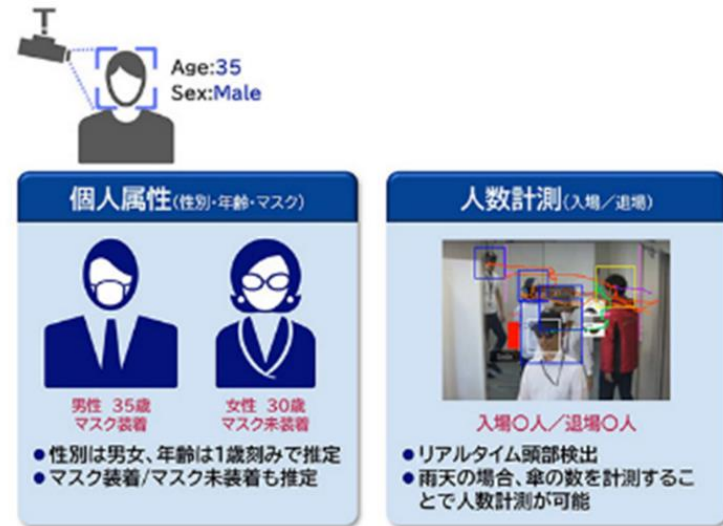 Age:35
Sex:Male
個人属性(性別・年齢・マスク)
男性 35歳
マスク装着
女性 30歳
マスク未装着
●性別は男女、年齢は1歳刻みで推定
●マスク装着/マスク未装着も推定
人数計測(入場/退場)
入場〇人/退場〇人
●リアルタイム頭部検出
●雨天の場合、傘の数を計測するこ
とで人数計測が可能